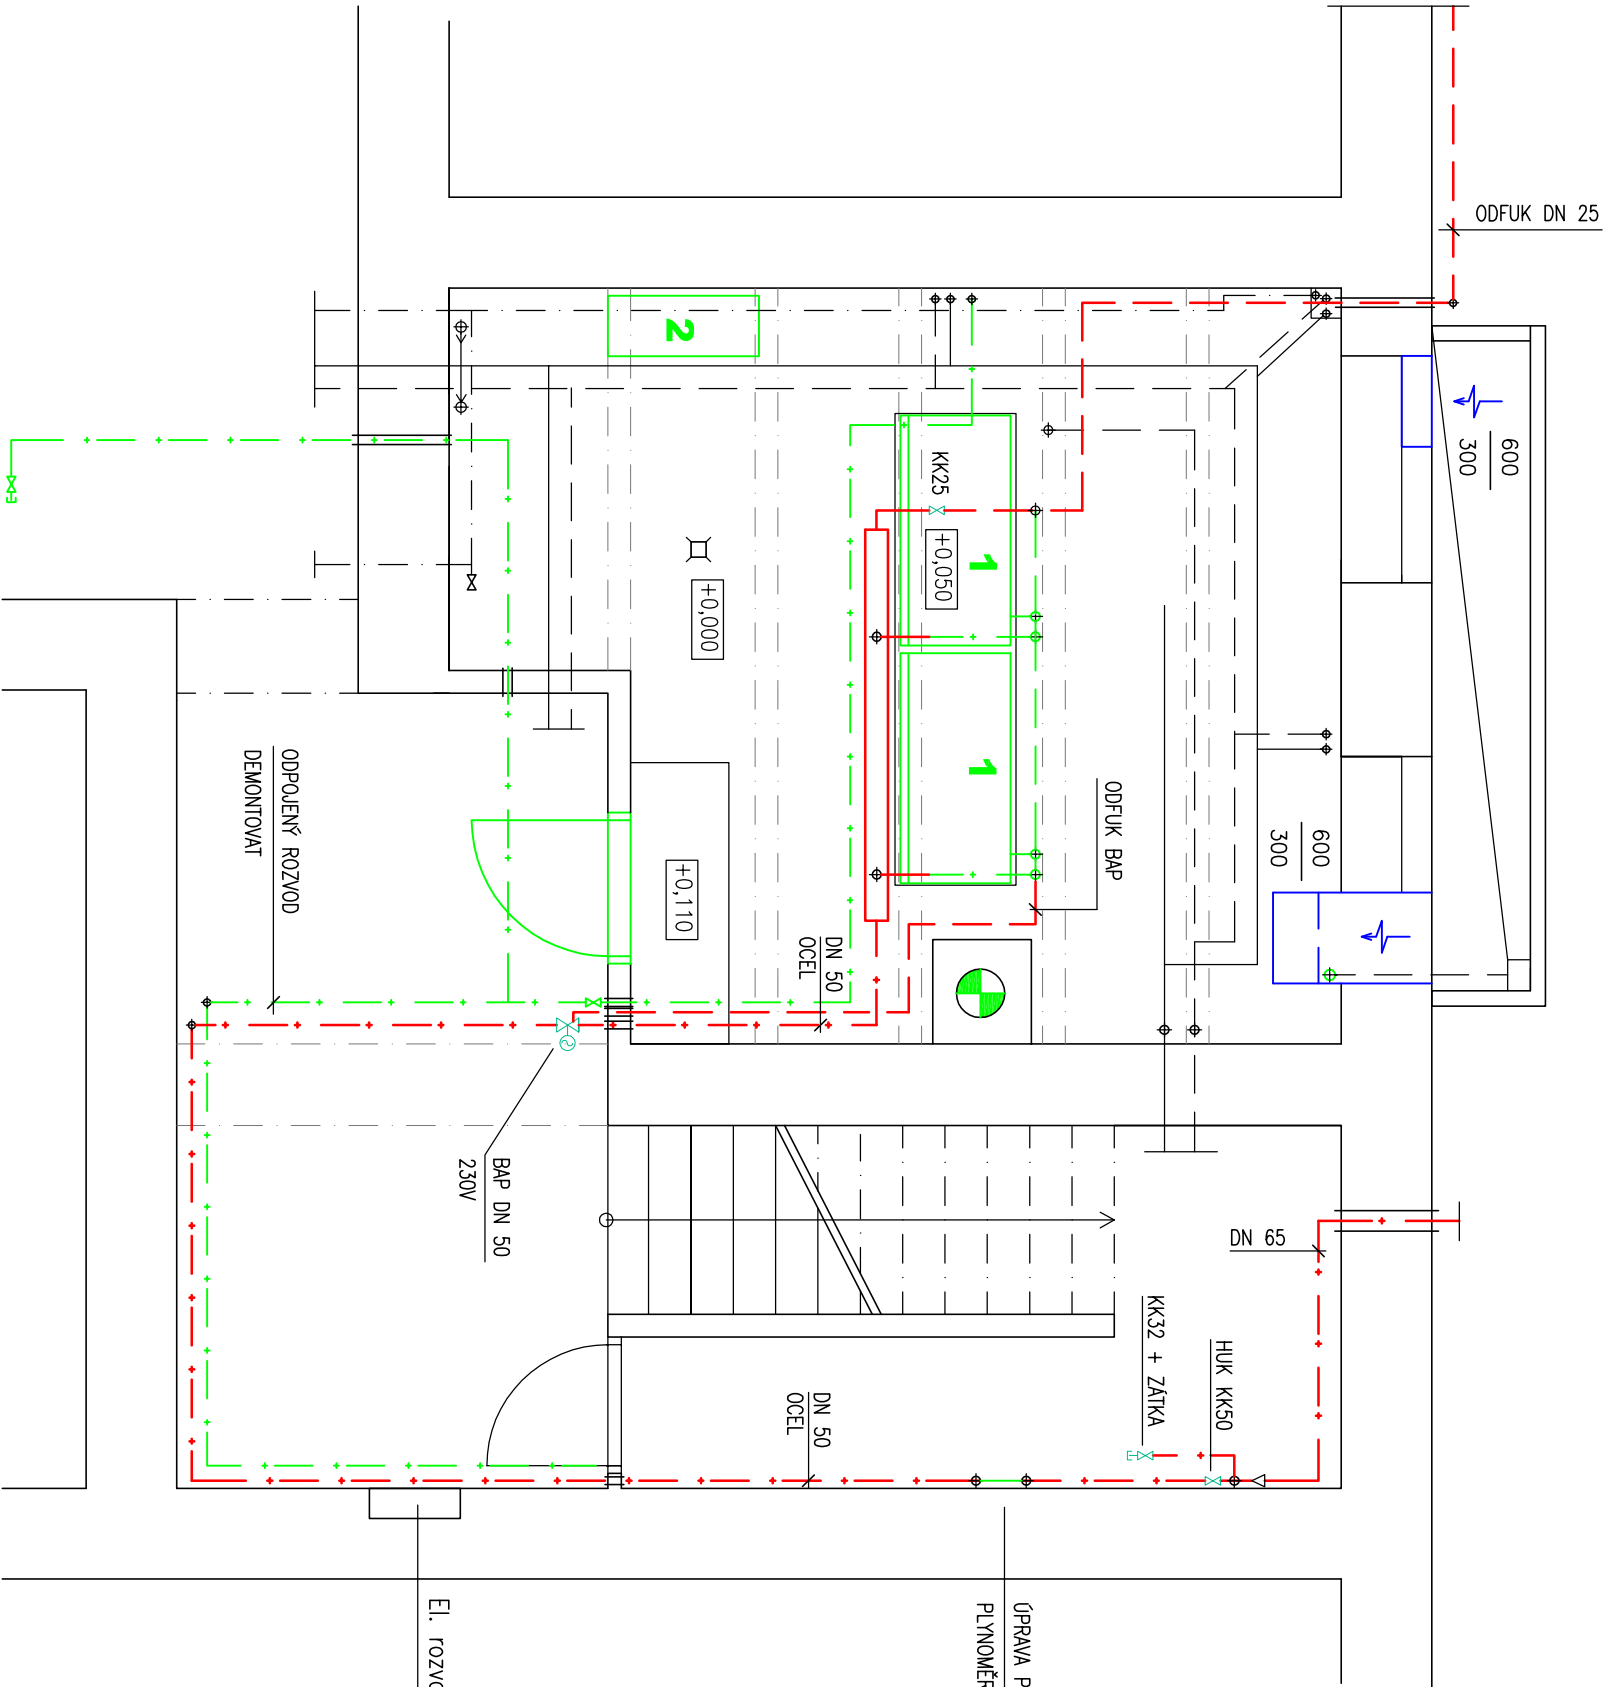 ODFUK DN 25
600
300
2
KK25
+0,050
1
+0,000
1
ODFUK BAP
600
300
ODPOJENÝ ROZVOD
DEMONTOVAT
+0,110
DN 50
OCEL
BAP DN 50
230V
DN 65
KK32 + ZÁTKA
HUK KK50
DN 50
OCEL
ÚPRAVA P
PLYNOMĚR
El. rozvo